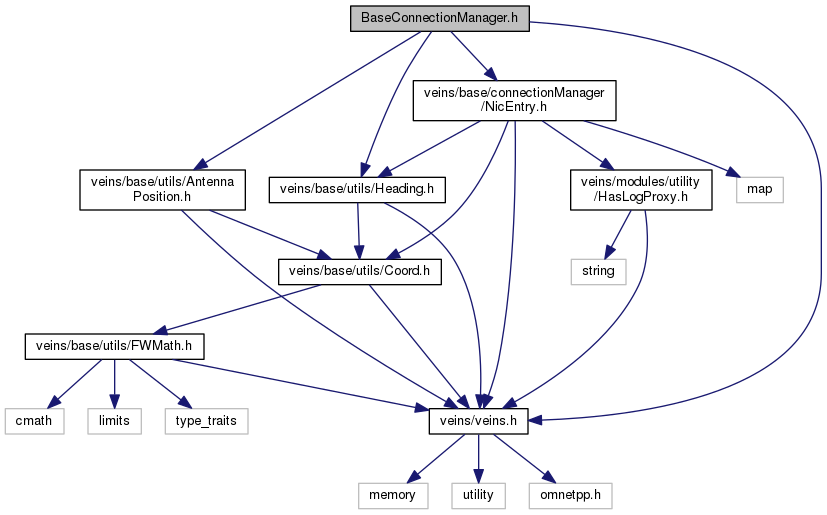 BaseConnectionManager.h
veins/base/connectionManager
/NicEntry.h
veins/base/utils/Antenna
Position.h
veins/base/utils/Heading.h
veins/modules/utility
/HasLogProxy.h
map
veins/base/utils/Coord.h
string
veins/base/utils/FWMath.h
cmath
limits
type_traits
veins/veins.h
memory
utility
omnetpp.h